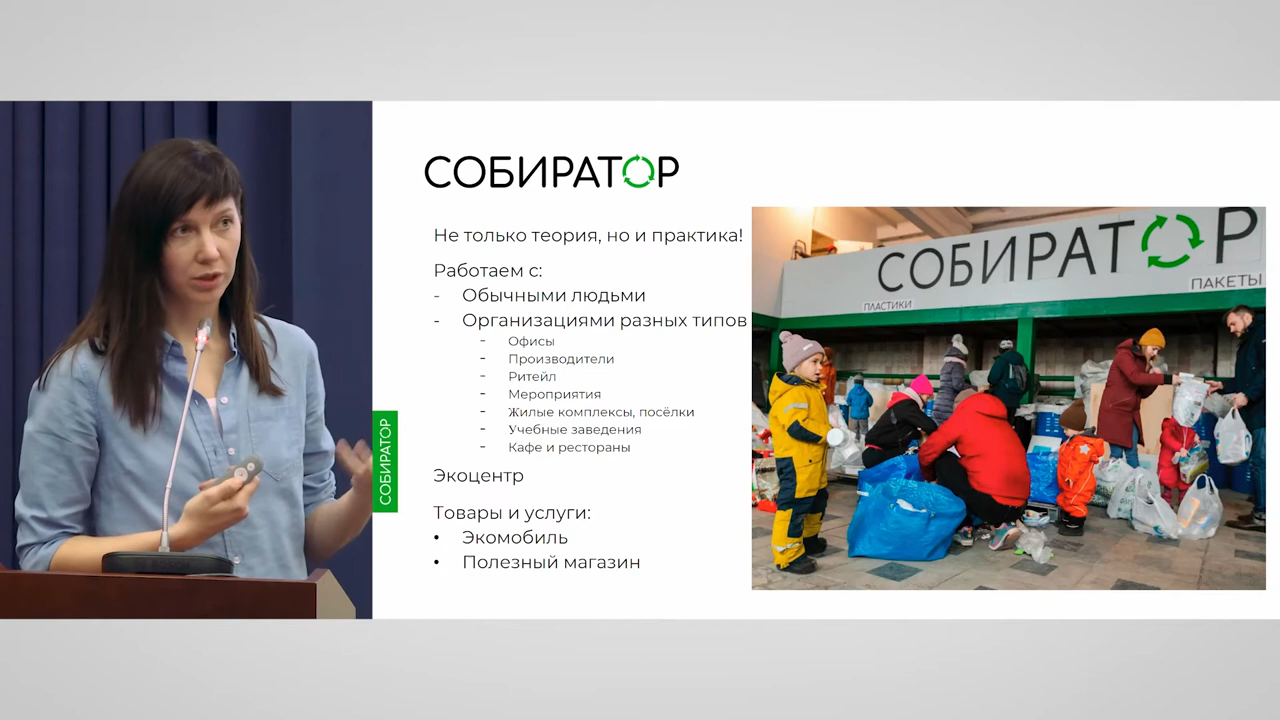 СОБИРАТОР
Не только теория, но и практика!
Работаем с:
- Обычными людьми
- Организациями разных типов
- Офисы
- Производители
- Ритейл
- Мероприятия
- Жилые комплексы, посёлки
- Учебные заведения
- Кафе и рестораны
Экоцентр
Товары и услуги:
• Экомобиль
• Полезный магазин
СОБИРАТОР
СОБИРАТОР
ПЛАСТИКИ
ПАКЕТЫ